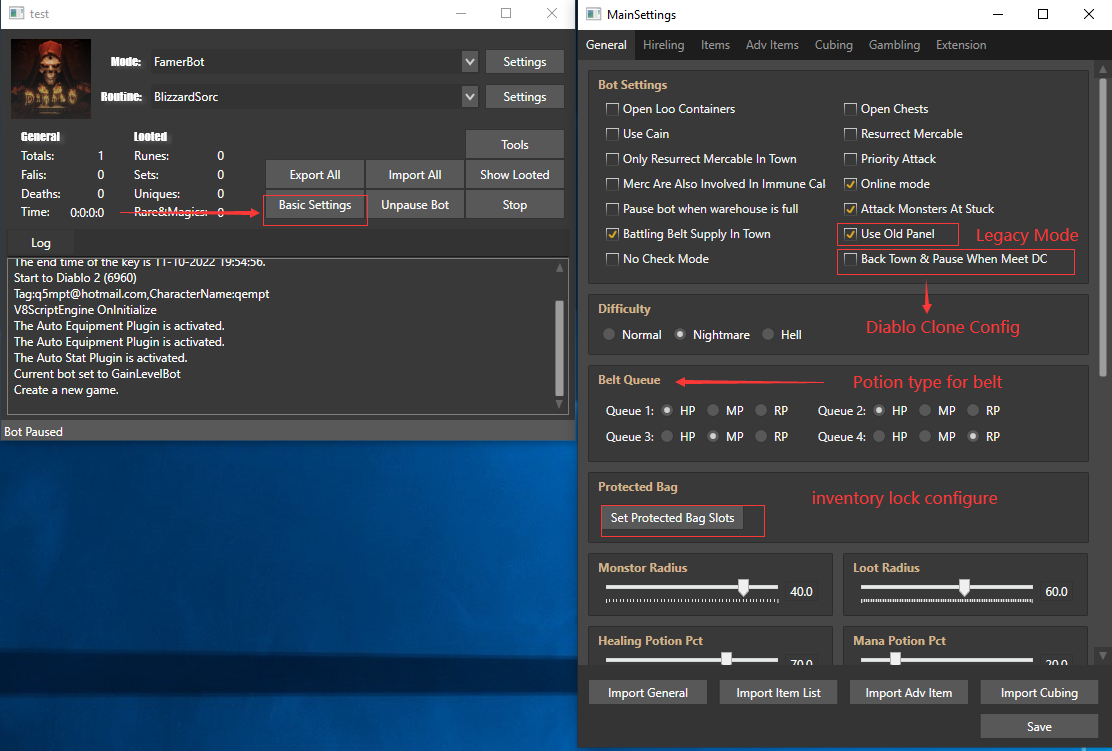 test
Mode: FamerBot Settings
Routine: BlizzardSorc Settings
General Looted
Totals: 1 Runes: 0 Tools
Falis: 0 Sets: 0 Export All Import All Show Looted
Deaths: 0 Uniques: 0
Time: 0:0:0:0 Rare&Magics: 0 Basic Settings Unpause Bot Stop
Log
The end time of the key is 11-10-2022 19:54:56.
Start to Diablo 2 (6960)
Tag:q5mpt@hotmail.com,CharacterName:qempt
V8ScriptEngine OnInitialize
The Auto Equipment Plugin is activated.
The Auto Equipment Plugin is activated.
The Auto Stat Plugin is activated.
Current bot set to GainLevelBot
Create a new game.
Bot Paused
MainSettings
General Hireling Items Adv Items Cubing Gambling Extension
Bot Settings
Open Loo Containers Open Chests
Use Cain Resurrect Mercable
Only Resurrect Mercable In Town Priority Attack
Merc Are Also Involved In Immune Cal Online mode
Pause bot when warehouse is full Attack Monsters At Stuck
Battling Belt Supply In Town Use Old Panel Legacy Mode
No Check Mode Back Town & Pause When Meet DC
Difficulty Diablo Clone Config
Normal Nightmare Hell
Belt Queue Potion type for belt
Queue 1: HP MP RP Queue 2: HP MP RP
Queue 3: HP MP RP Queue 4: HP MP RP
Protected Bag inventory lock configure
Set Protected Bag Slots
Monstor Radius Loot Radius
40.0 60.0
Healing Potion Pct Mana Potion Pct
70.0 20.0
Import General Import Item List Import Adv Item Import Cubing
Save